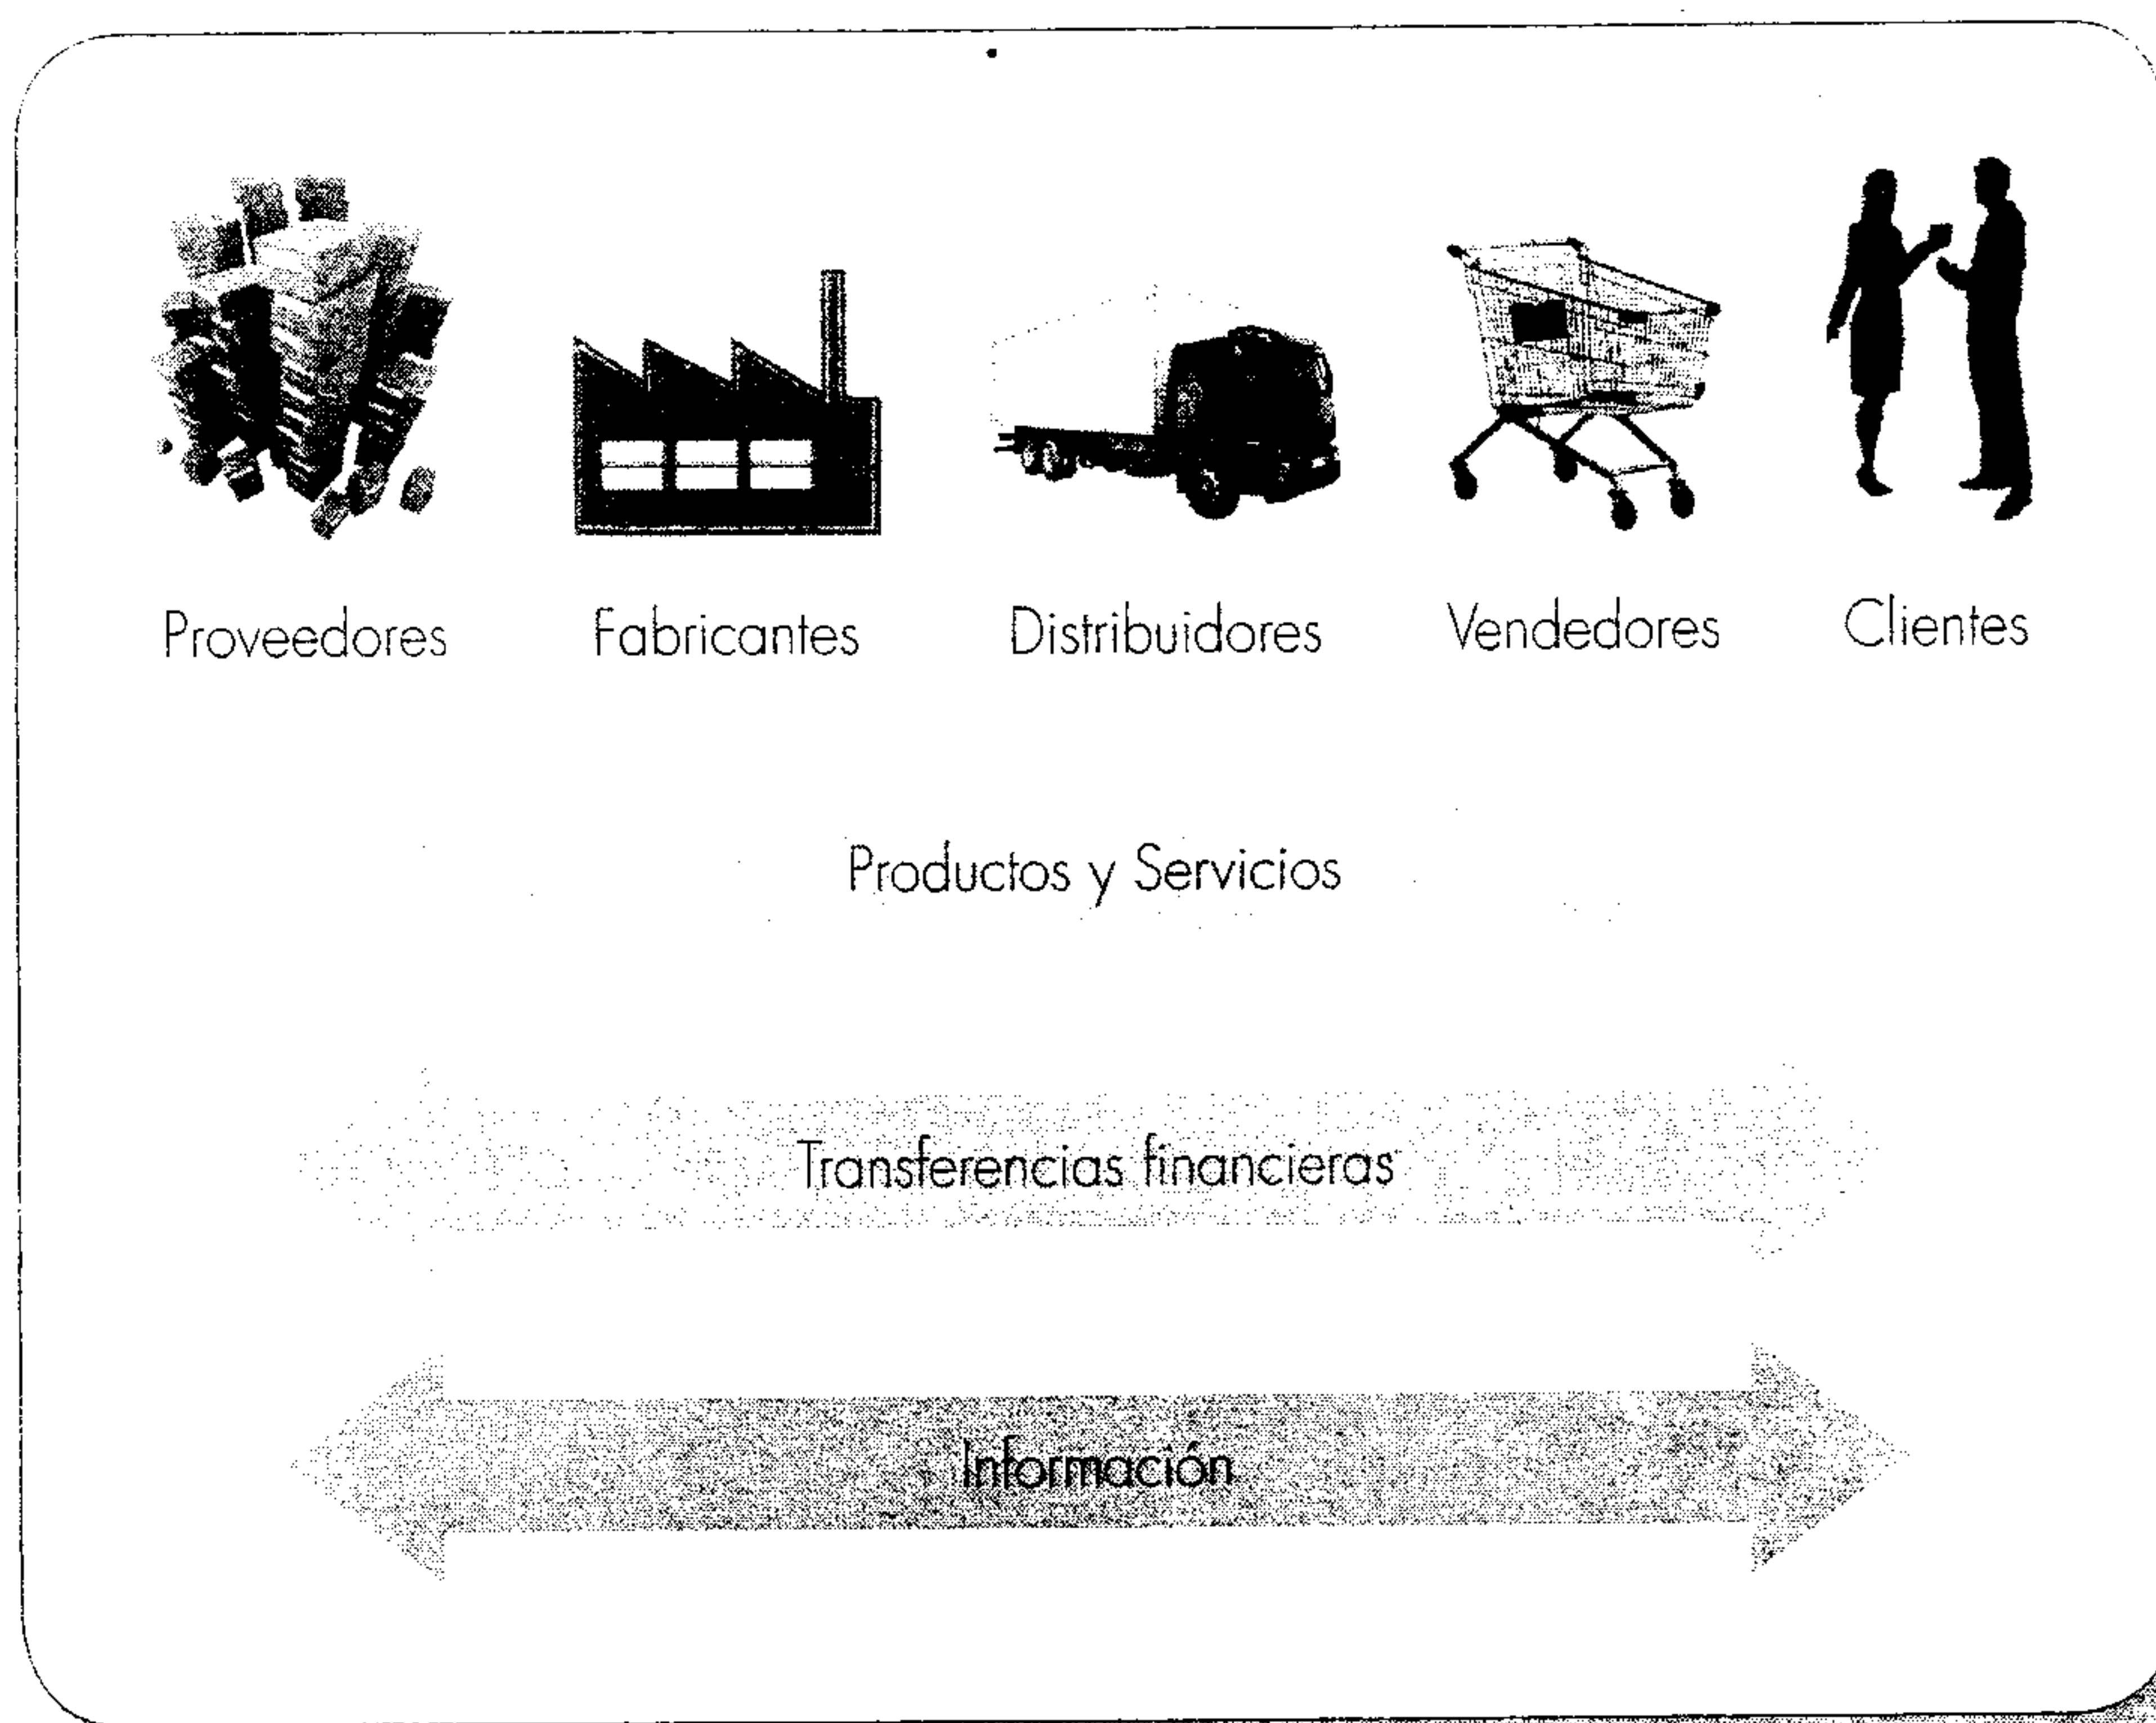 Proveedores Fabricantes Distribuidores Vendedores Clientes
Productos y Servicios
Transferencias financieras
Información